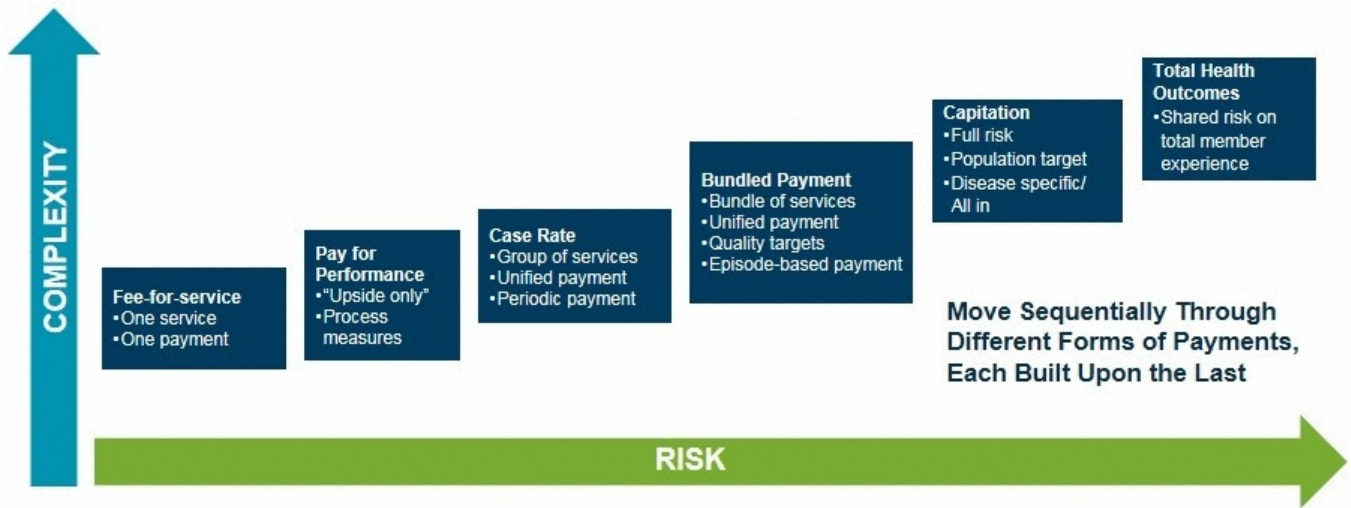 COMPLEXITY
Fee-for-service
•One service
•One payment
Pay for
Performance
•“Upside only”
•Process
measures
Case Rate
•Group of services
•Unified payment
•Periodic payment
Bundled Payment
•Bundle of services
•Unified payment
•Quality targets
•Episode-based payment
Capitation
•Full risk
•Population target
•Disease specific/
All in
Total Health
Outcomes
•Shared risk on
total member
experience
Move Sequentially Through
Different Forms of Payments,
Each Built Upon the Last
RISK